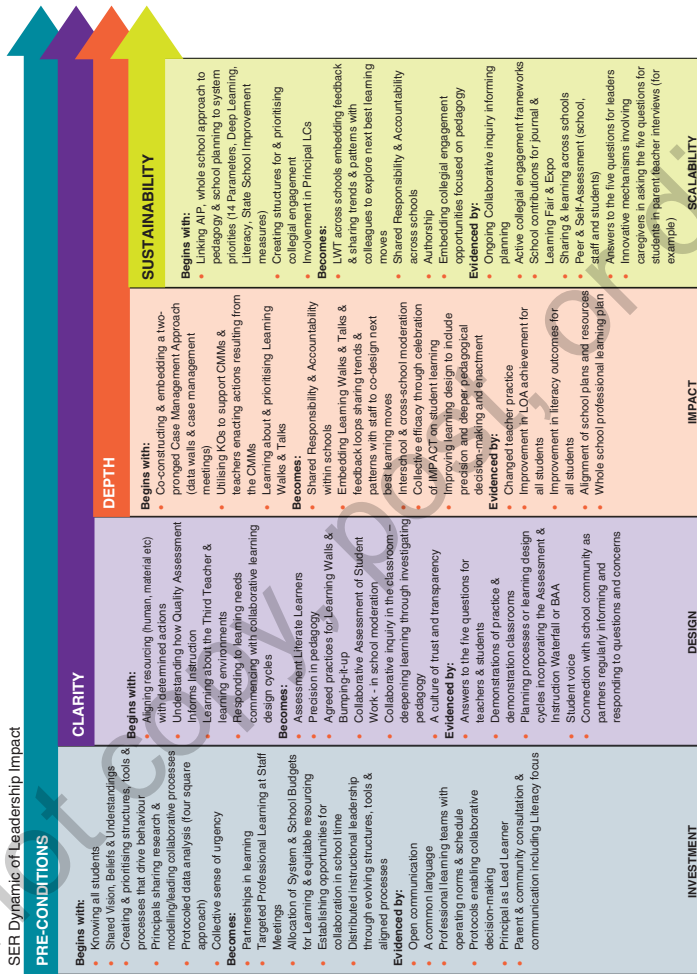 SER Dynamic of Leadership Impact
PRE-CONDITIONS
Begins with:
• Knowing all students
• Shared Vision, Beliefs & Understandings
• Creating & prioritising structures, tools &
processes that drive behaviour
• Principals sharing research &
modeling/leading collaborative processes
• Protocoled data analysis (four square
approach)
• Collective sense of urgency
Becomes:
• Partnerships in learning
• Targeted Professional Learning at Staff
Meetings
• Allocation of System & School Budgets
for Learning & equitable resourcing
• Establishing opportunities for
collaboration in school time
• Distributed instructional leadership
through evolving structures, tools &
aligned processes
Evidenced by:
• Open communication
• A common language
• Professional learning teams with
operating norms & schedule
• Protocols enabling collaborative
decision-making
• Principal as Lead Learner
• Parent & community consultation &
communication including Literacy focus
INVESTMENT
CLARITY
Begins with:
• Aligning resourcing (human, material etc)
with determined actions
• Understanding how Quality Assessment
Informs Instruction
• Learning about the Third Teacher &
learning environments
• Responding to learning needs
commencing with collaborative learning
design cycles
Becomes:
• Assessment Literate Learners
• Precision in pedagogy
• Agreed practices for Learning Walls &
Bumping-it-up
• Collaborative Assessment of Student
Work - in school moderation
• Collaborative inquiry in the classroom –
deepening learning through investigating
pedagogy
• A culture of trust and transparency
Evidenced by:
• Answers to the five questions for
teachers & students
• Demonstrations of practice &
demonstration classrooms
• Planning processes or learning design
cycles incorporating the Assessment &
Instruction Waterfall or BAA
• Student voice
• Connection with school community as
partners regularly informing and
responding to questions and concerns
DESIGN
DEPTH
Begins with:
• Co-constructing & embedding a two-
pronged Case Management Approach
(data walls & case management
meetings)
• Utilising KOs to support CMMs &
teachers enacting actions resulting from
the CMMs
• Learning about & prioritising Learning
Walks & Talks
Becomes:
• Shared Responsibility & Accountability
within schools
• Embedding Learning Walks & Talks &
feedback loops sharing trends &
patterns with staff to co-design next
best learning moves
• Interschool & cross-school moderation
• Collective efficacy through celebration
of IMPACT on student learning
• Improving learning design to include
precision and deeper pedagogical
decision-making and enactment
Evidenced by:
• Changed teacher practice
• Improvement in LOA achievement for
all students
• Improvement in literacy outcomes for
all students
• Alignment of school plans and resources
• Whole school professional learning plan
IMPACT
SUSTAINABILITY
Begins with:
• Linking AIP, whole school approach to
pedagogy & school planning to system
priorities (14 Parameters, Deep Learning,
Literacy, State School Improvement
measures)
• Creating structures for & prioritising
collegial engagement
• Involvement in Principal LCs
Becomes:
• LWT across schools embedding feedback
& sharing trends & patterns with
colleagues to explore next best learning
moves
• Shared Responsibility & Accountability
across schools
• Authorship
• Embedding collegial engagement
opportunities focused on pedagogy
Evidenced by:
• Ongoing Collaborative inquiry informing
planning
• Active collegial engagement frameworks
• School contributions for journal &
Learning Fair & Expo
• Sharing & learning across schools
• Peer & Self-Assessment (school,
staff and students)
• Answers to the five questions for leaders
• Innovative mechanisms involving
caregivers in asking the five questions for
students in parent teacher interviews (for
example)
SCALABILITY
not copy, post, or di